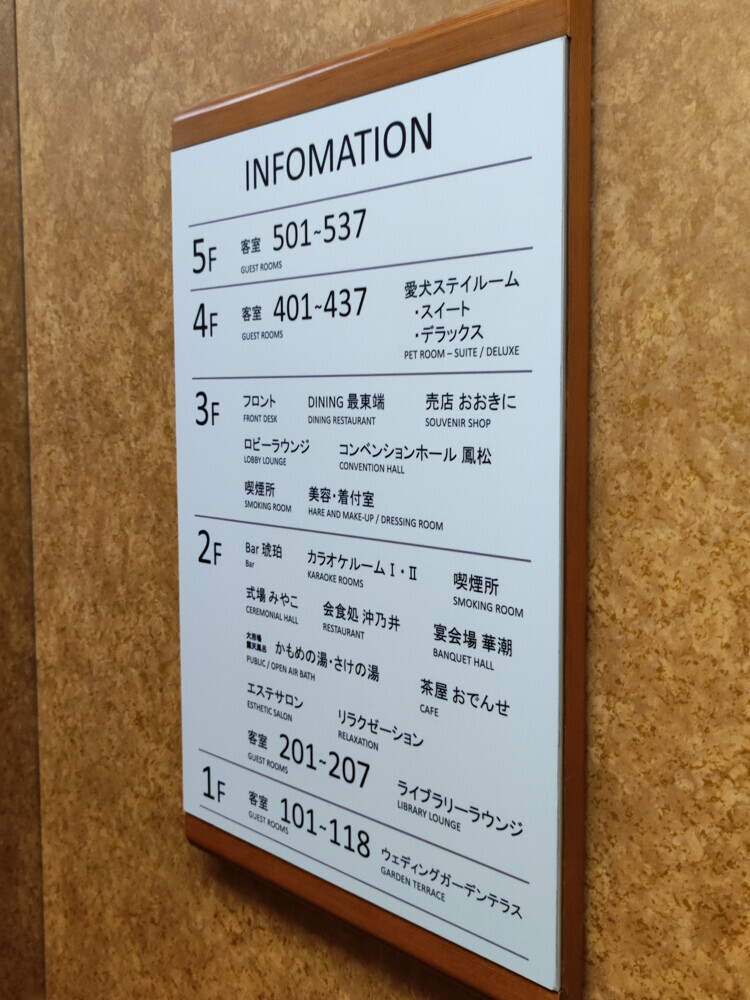 INFOMATION
5F 客室 501~537
GUEST ROOMS
4F 客室 401~437 愛犬ステイルーム
GUEST ROOMS
・スイート
・デラックス
PET ROOM – SUITE / DELUXE
3F フロント DINING 最東端 売店 おおきに
FRONT DESK DINING RESTAURANT SOUVENIR SHOP
ロビーラウンジ コンベンションホール 鳳松
LOBBY LOUNGE CONVENTION HALL
喫煙所 美容・着付室
SMOKING ROOM HARE AND MAKE-UP / DRESSING ROOM
2F Bar 琥珀 カラオケルーム Ⅰ・Ⅱ 喫煙所
Bar KARAOKE ROOMS SMOKING ROOM
式場 みやこ 会食処 沖乃井 宴会場 華潮
CEREMONIAL HALL RESTAURANT BANQUET HALL
大浴場 露天風呂 かもめの湯・さけの湯 茶屋 おでんせ
PUBLIC / OPEN AIR BATH CAFE
エステサロン リラクゼーション
ESTHETIC SALON RELAXATION
客室 201~207 ライブラリーラウンジ
GUEST ROOMS LIBRARY LOUNGE
1F 客室 101~118 ウェディングガーデンテラス
GUEST ROOMS GARDEN TERRACE